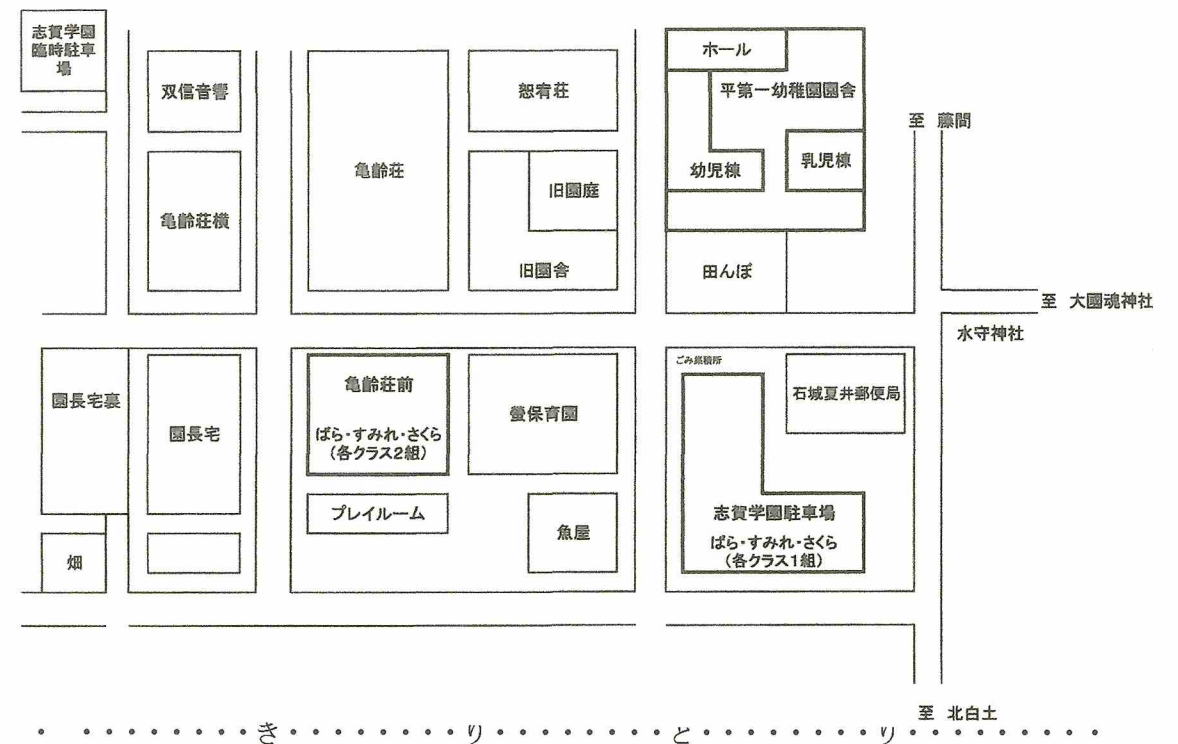 志賀学園
臨時駐車
場
双信音響
亀齢荘
恕宥荘
ホール
平第一幼稚園園舎
至 藤間
亀齢荘横
旧園庭
幼児棟
乳児棟
旧園舎
田んぼ
至 大國魂神社
水守神社
園長宅裏
園長宅
亀齢荘前
ばら・すみれ・さくら
(各クラス2組)
螢保育園
ごみ集積所
石城夏井郵便局
プレイルーム
魚屋
志賀学園駐車場
ばら・すみれ・さくら
(各クラス1組)
畑
至 北白土
きりとり